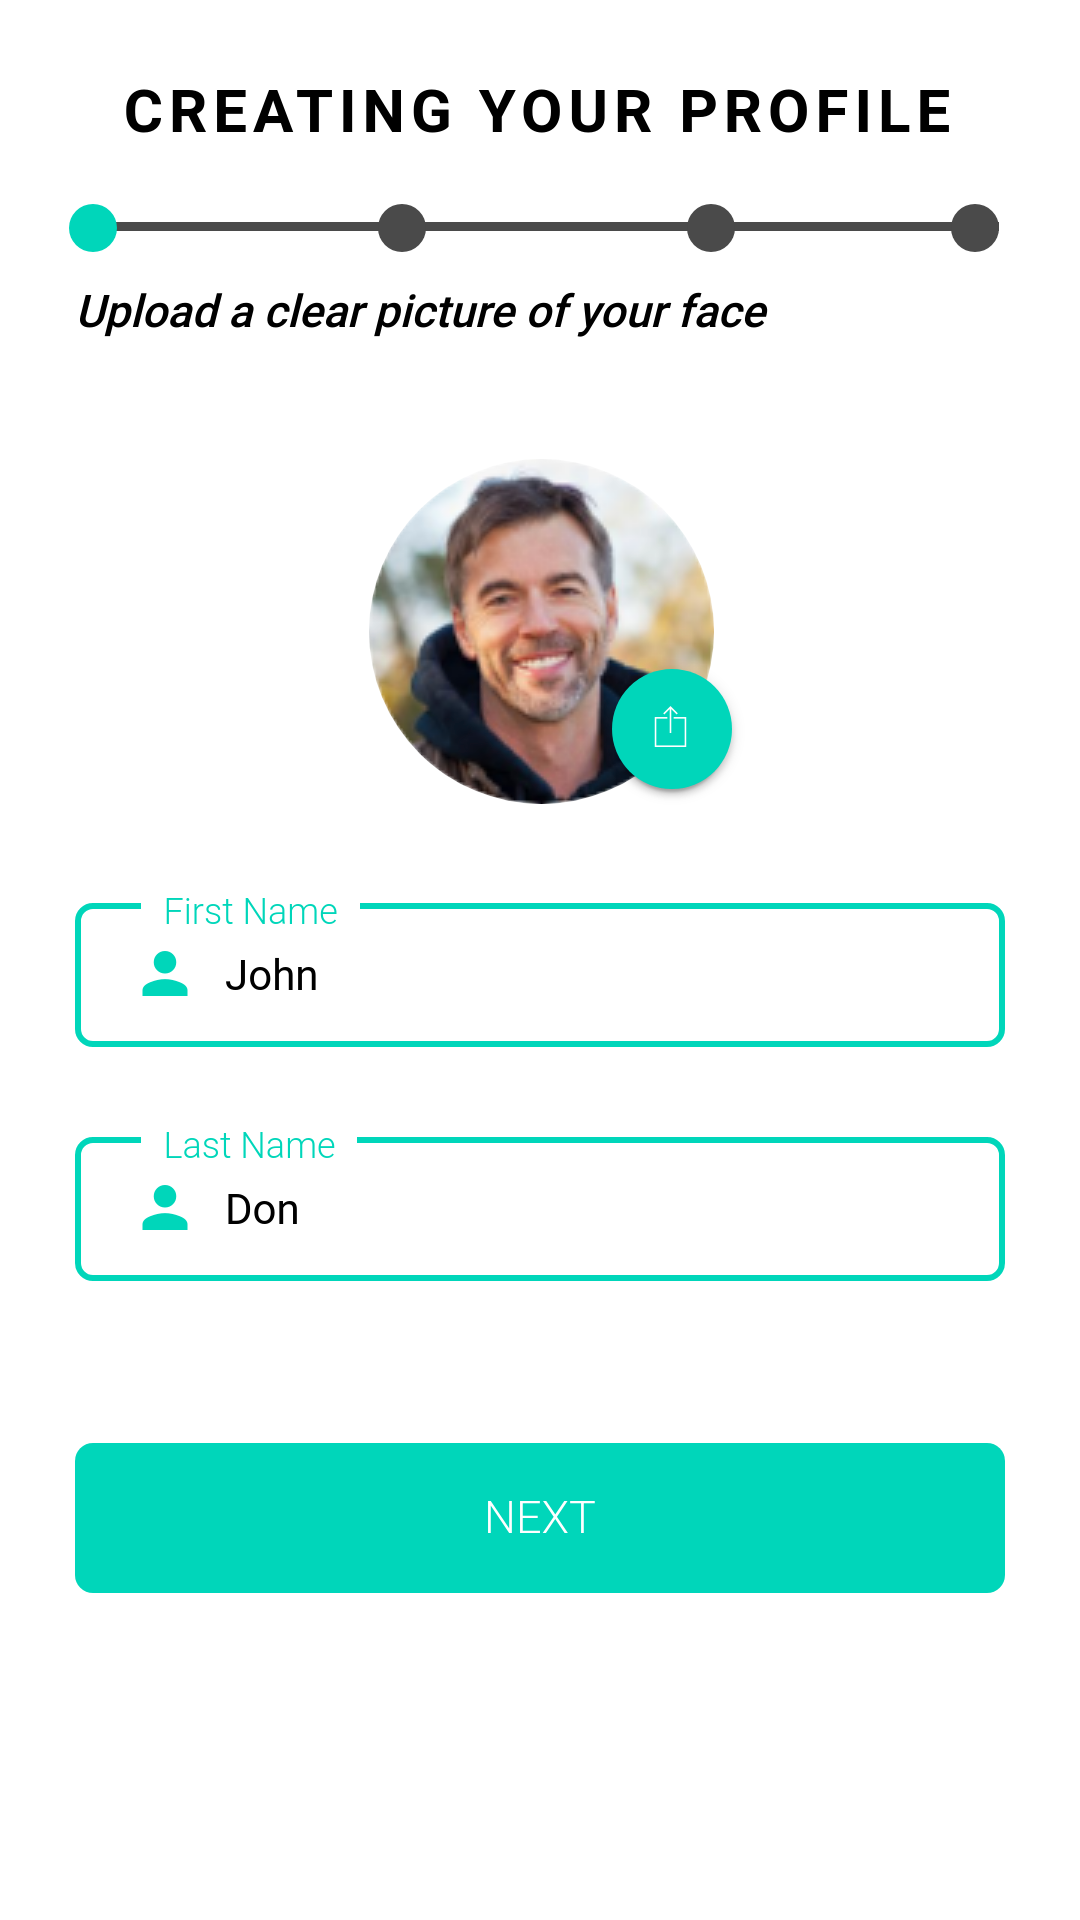 CREATING YOUR PROFILE
Upload a clear picture of your face
First Name
John
Last Name
Don
NEXT